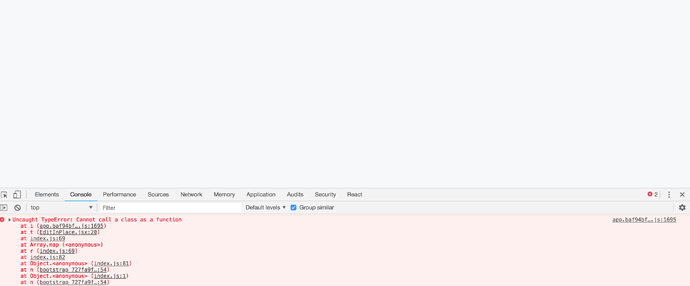 Elements Console Performance Sources Network Memory Application Audits Security React 2
top Filter Default levels Group similar
Uncaught TypeError: Cannot call a class as a function app.baf94bf….js:1695
at i (app.baf94bf….js:1695)
at t (EditInPlace.jsx:20)
at index.js:69
at Array.map (<anonymous>)
at r (index.js:69)
at index.js:82
at Object.<anonymous> (index.js:81)
at n (bootstrap 727fa9f…:54)
at Object.<anonymous> (index.js:1)
at n (bootstrap 727fa9f…:54)